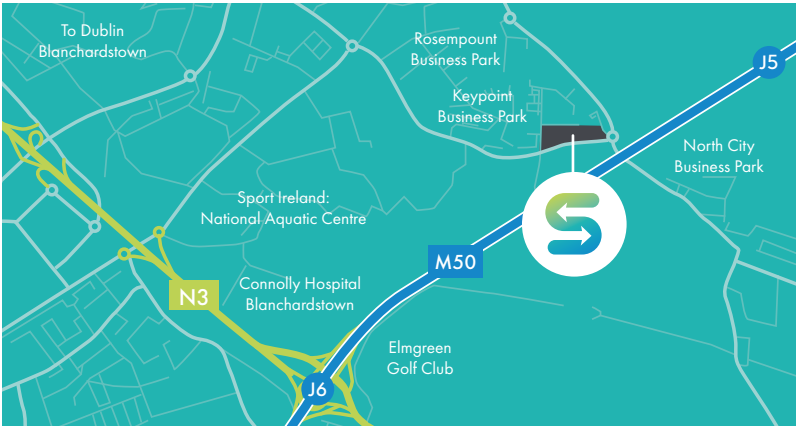 To Dublin
Blanchardstown
Rosempount
Business Park
J5
Keypoint
Business Park
North City
Business Park
Sport Ireland:
National Aquatic Centre
M50
N3
Connolly Hospital
Blanchardstown
Elmgreen
Golf Club
J6